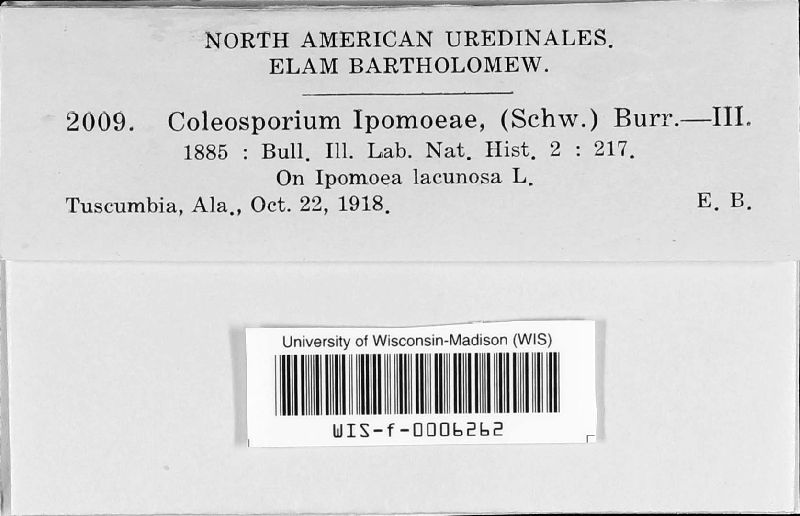 NORTH AMERICAN UREDINALES.
ELAM BARTHOLOMEW.
2009. Coleosporium Ipomoeae, (Schw.) Burr.—III.
1885 : Bull. Ill. Lab. Nat. Hist. 2 : 217.
On Ipomoea lacunosa L.
Tuscumbia, Ala., Oct. 22, 1918. E. B.
University of Wisconsin-Madison (WIS)
WIS-f-0006262